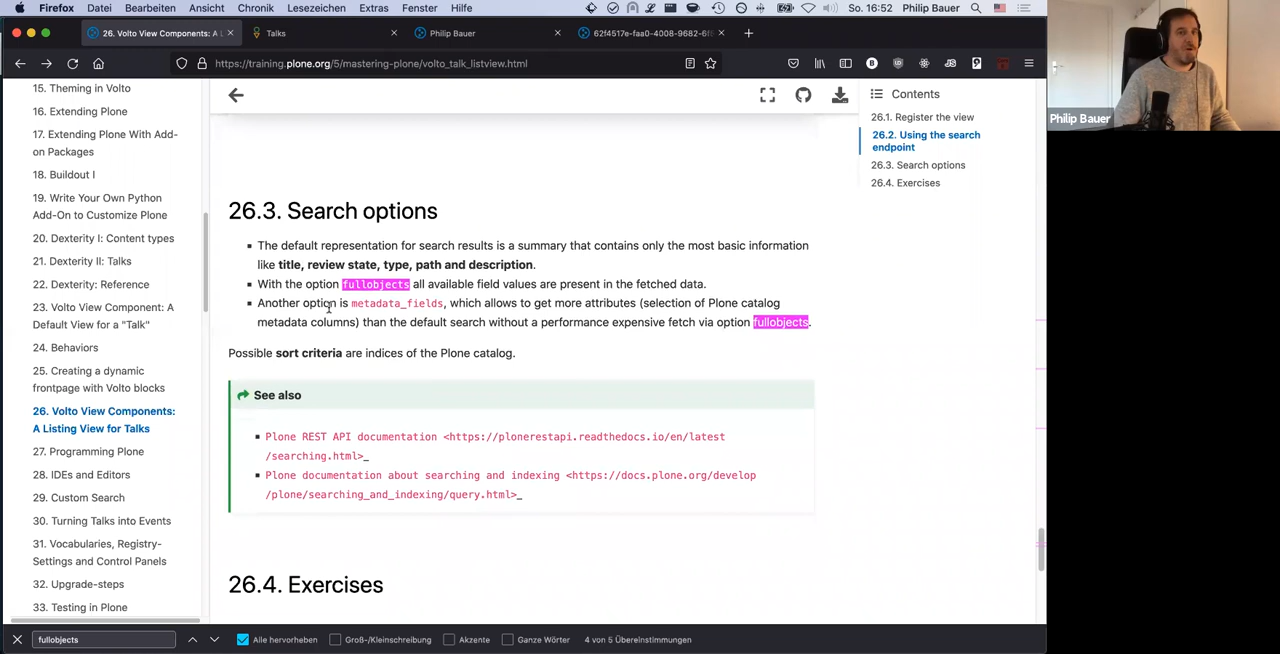 Firefox Datei Bearbeiten Ansicht Chronik Lesezeichen Extras Fenster Hilfe So. 16:52 Philip Bauer
26. Volto View Components: A L Talks Philip Bauer 62f4517e-faa0-4008-9682-6f6
https://training.plone.org/5/mastering-plone/volto_talk_listview.html
15. Theming in Volto
16. Extending Plone
17. Extending Plone With Add-
on Packages
18. Buildout I
19. Write Your Own Python
Add-On to Customize Plone
20. Dexterity I: Content types
21. Dexterity II: Talks
22. Dexterity: Reference
23. Volto View Component: A
Default View for a "Talk"
24. Behaviors
25. Creating a dynamic
frontpage with Volto blocks
26. Volto View Components:
A Listing View for Talks
27. Programming Plone
28. IDEs and Editors
29. Custom Search
30. Turning Talks into Events
31. Vocabularies, Registry-
Settings and Control Panels
32. Upgrade-steps
33. Testing in Plone
26.3. Search options
The default representation for search results is a summary that contains only the most basic information
like title, review state, type, path and description.
With the option fullobjects all available field values are present in the fetched data.
Another option is metadata_fields, which allows to get more attributes (selection of Plone catalog
metadata columns) than the default search without a performance expensive fetch via option fullobjects.
Possible sort criteria are indices of the Plone catalog.
See also
Plone REST API documentation <https://plonerestapi.readthedocs.io/en/latest
/searching.html>_
Plone documentation about searching and indexing <https://docs.plone.org/develop
/plone/searching_and_indexing/query.html>_
26.4. Exercises
Contents
26.1. Register the view
26.2. Using the search
endpoint
26.3. Search options
26.4. Exercises
Philip Bauer
fullobjects Alle hervorheben Groß-/Kleinschreibung Akzente Ganze Wörter 4 von 5 Übereinstimmungen